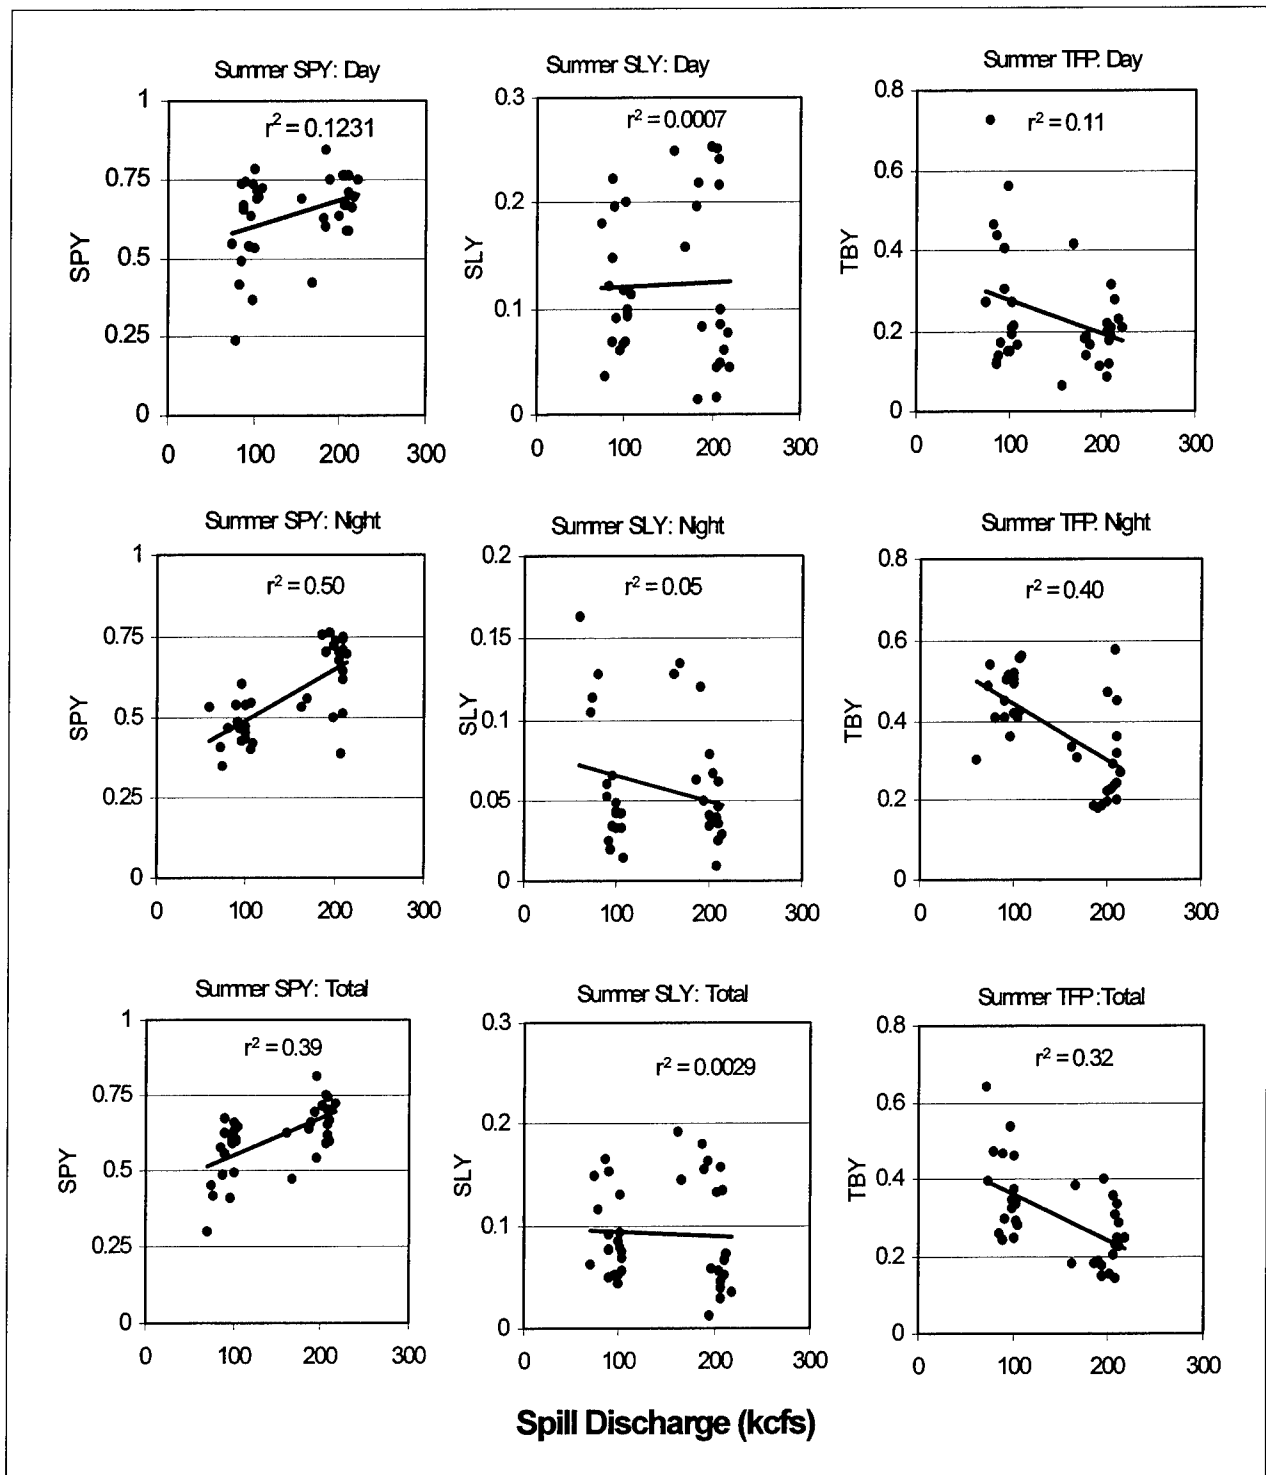 Summer SPY: Day
r² = 0.1231
1
0.75
0.5
0.25
0
SPY
0 100 200 300
Summer SLY: Day
r² = 0.0007
0.3
0.2
0.1
0
SLY
0 100 200 300
Summer TFP: Day
r² = 0.11
0.8
0.6
0.4
0.2
0
TBY
0 100 200 300
Summer SPY: Night
r² = 0.50
1
0.75
0.5
0.25
0
SPY
0 100 200 300
Summer SLY: Night
r² = 0.05
0.2
0.15
0.1
0.05
0
SLY
0 100 200 300
Summer TFP: Night
r² = 0.40
0.8
0.6
0.4
0.2
0
TBY
0 100 200 300
Summer SPY: Total
r² = 0.39
1
0.75
0.5
0.25
0
SPY
0 100 200 300
Summer SLY: Total
r² = 0.0029
0.3
0.2
0.1
0
SLY
0 100 200 300
Summer TFP :Total
r² = 0.32
0.8
0.6
0.4
0.2
0
TBY
0 100 200 300
Spill Discharge (kcfs)